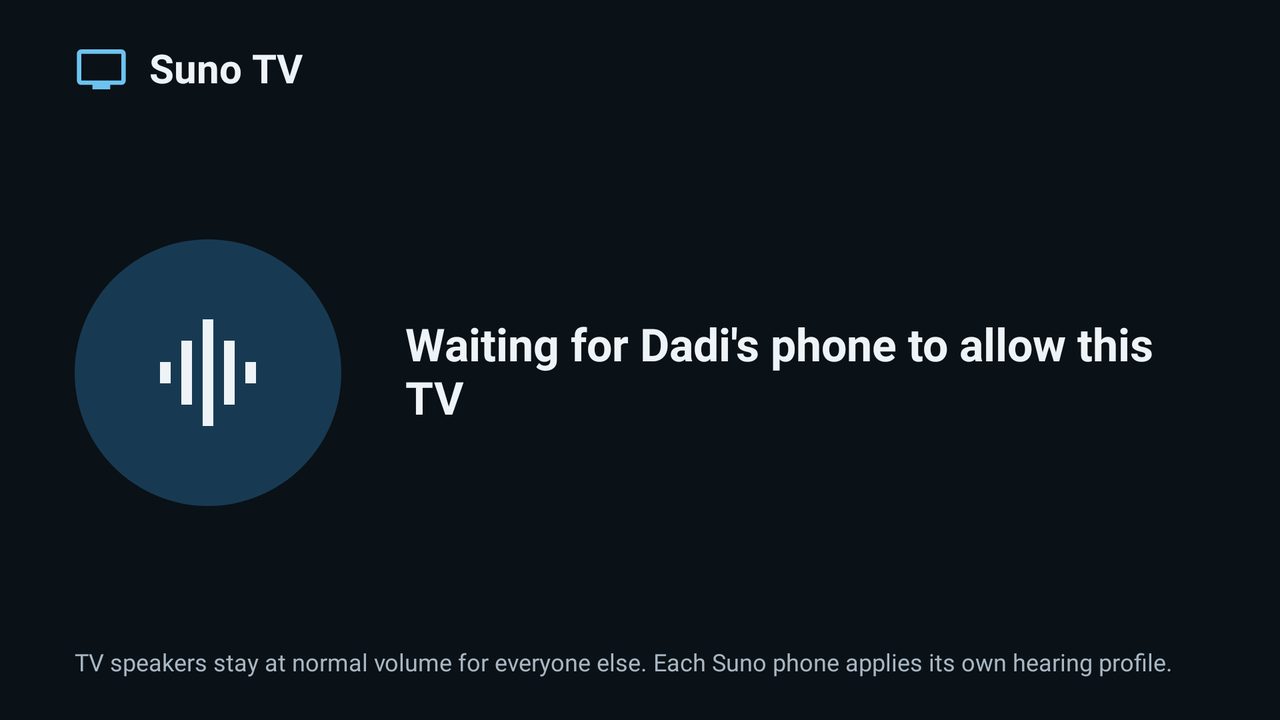 Suno TV
Waiting for Dadi's phone to allow this
TV
TV speakers stay at normal volume for everyone else. Each Suno phone applies its own hearing profile.